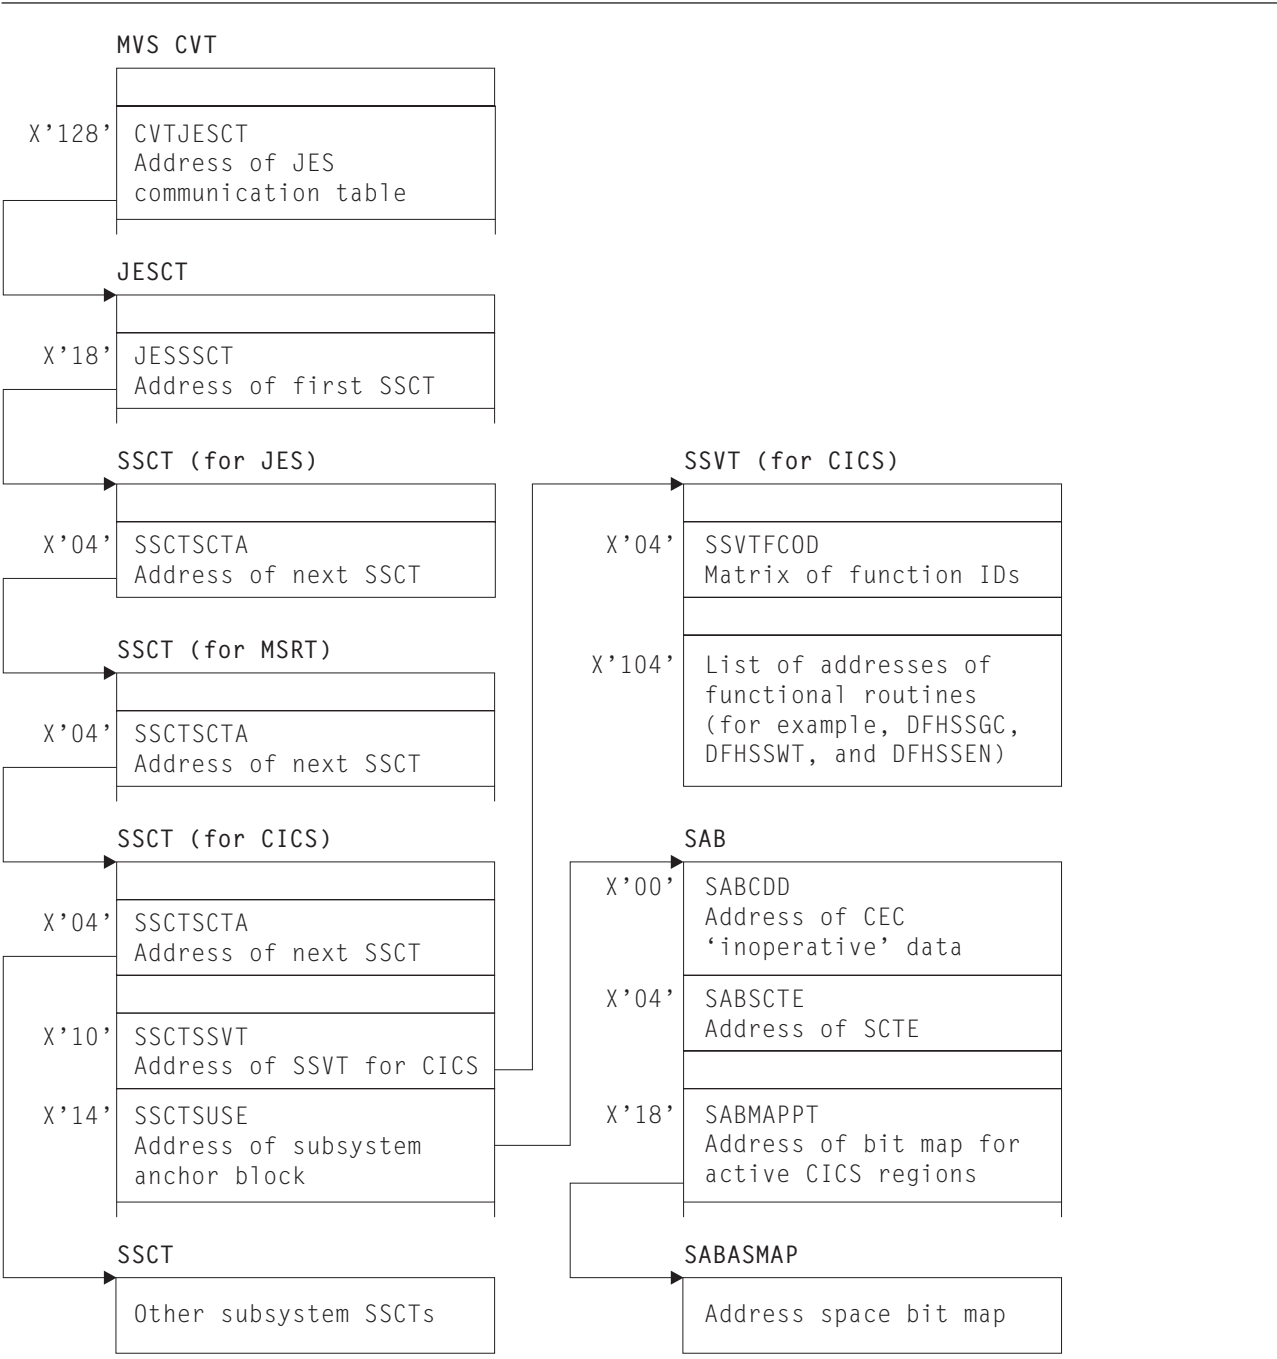 MVS CVT
X'128' CVTJESCT
Address of JES
communication table
JESCT
X'18' JESSSCT
Address of first SSCT
SSCT (for JES)
X'04' SSCTSCTA
Address of next SSCT
SSCT (for MSRT)
X'04' SSCTSCTA
Address of next SSCT
SSCT (for CICS)
X'04' SSCTSCTA
Address of next SSCT
X'10' SSCTSSVT
Address of SSVT for CICS
X'14' SSCTSUSE
Address of subsystem
anchor block
SSCT
Other subsystem SSCTs
SSVT (for CICS)
X'04' SSVTFCOD
Matrix of function IDs
X'104' List of addresses of
functional routines
(for example, DFHSSGC,
DFHSSWT, and DFHSSEN)
SAB
X'00' SABCDD
Address of CEC
‘inoperative’ data
X'04' SABSCTE
Address of SCTE
X'18' SABMAPPT
Address of bit map for
active CICS regions
SABASMAP
Address space bit map